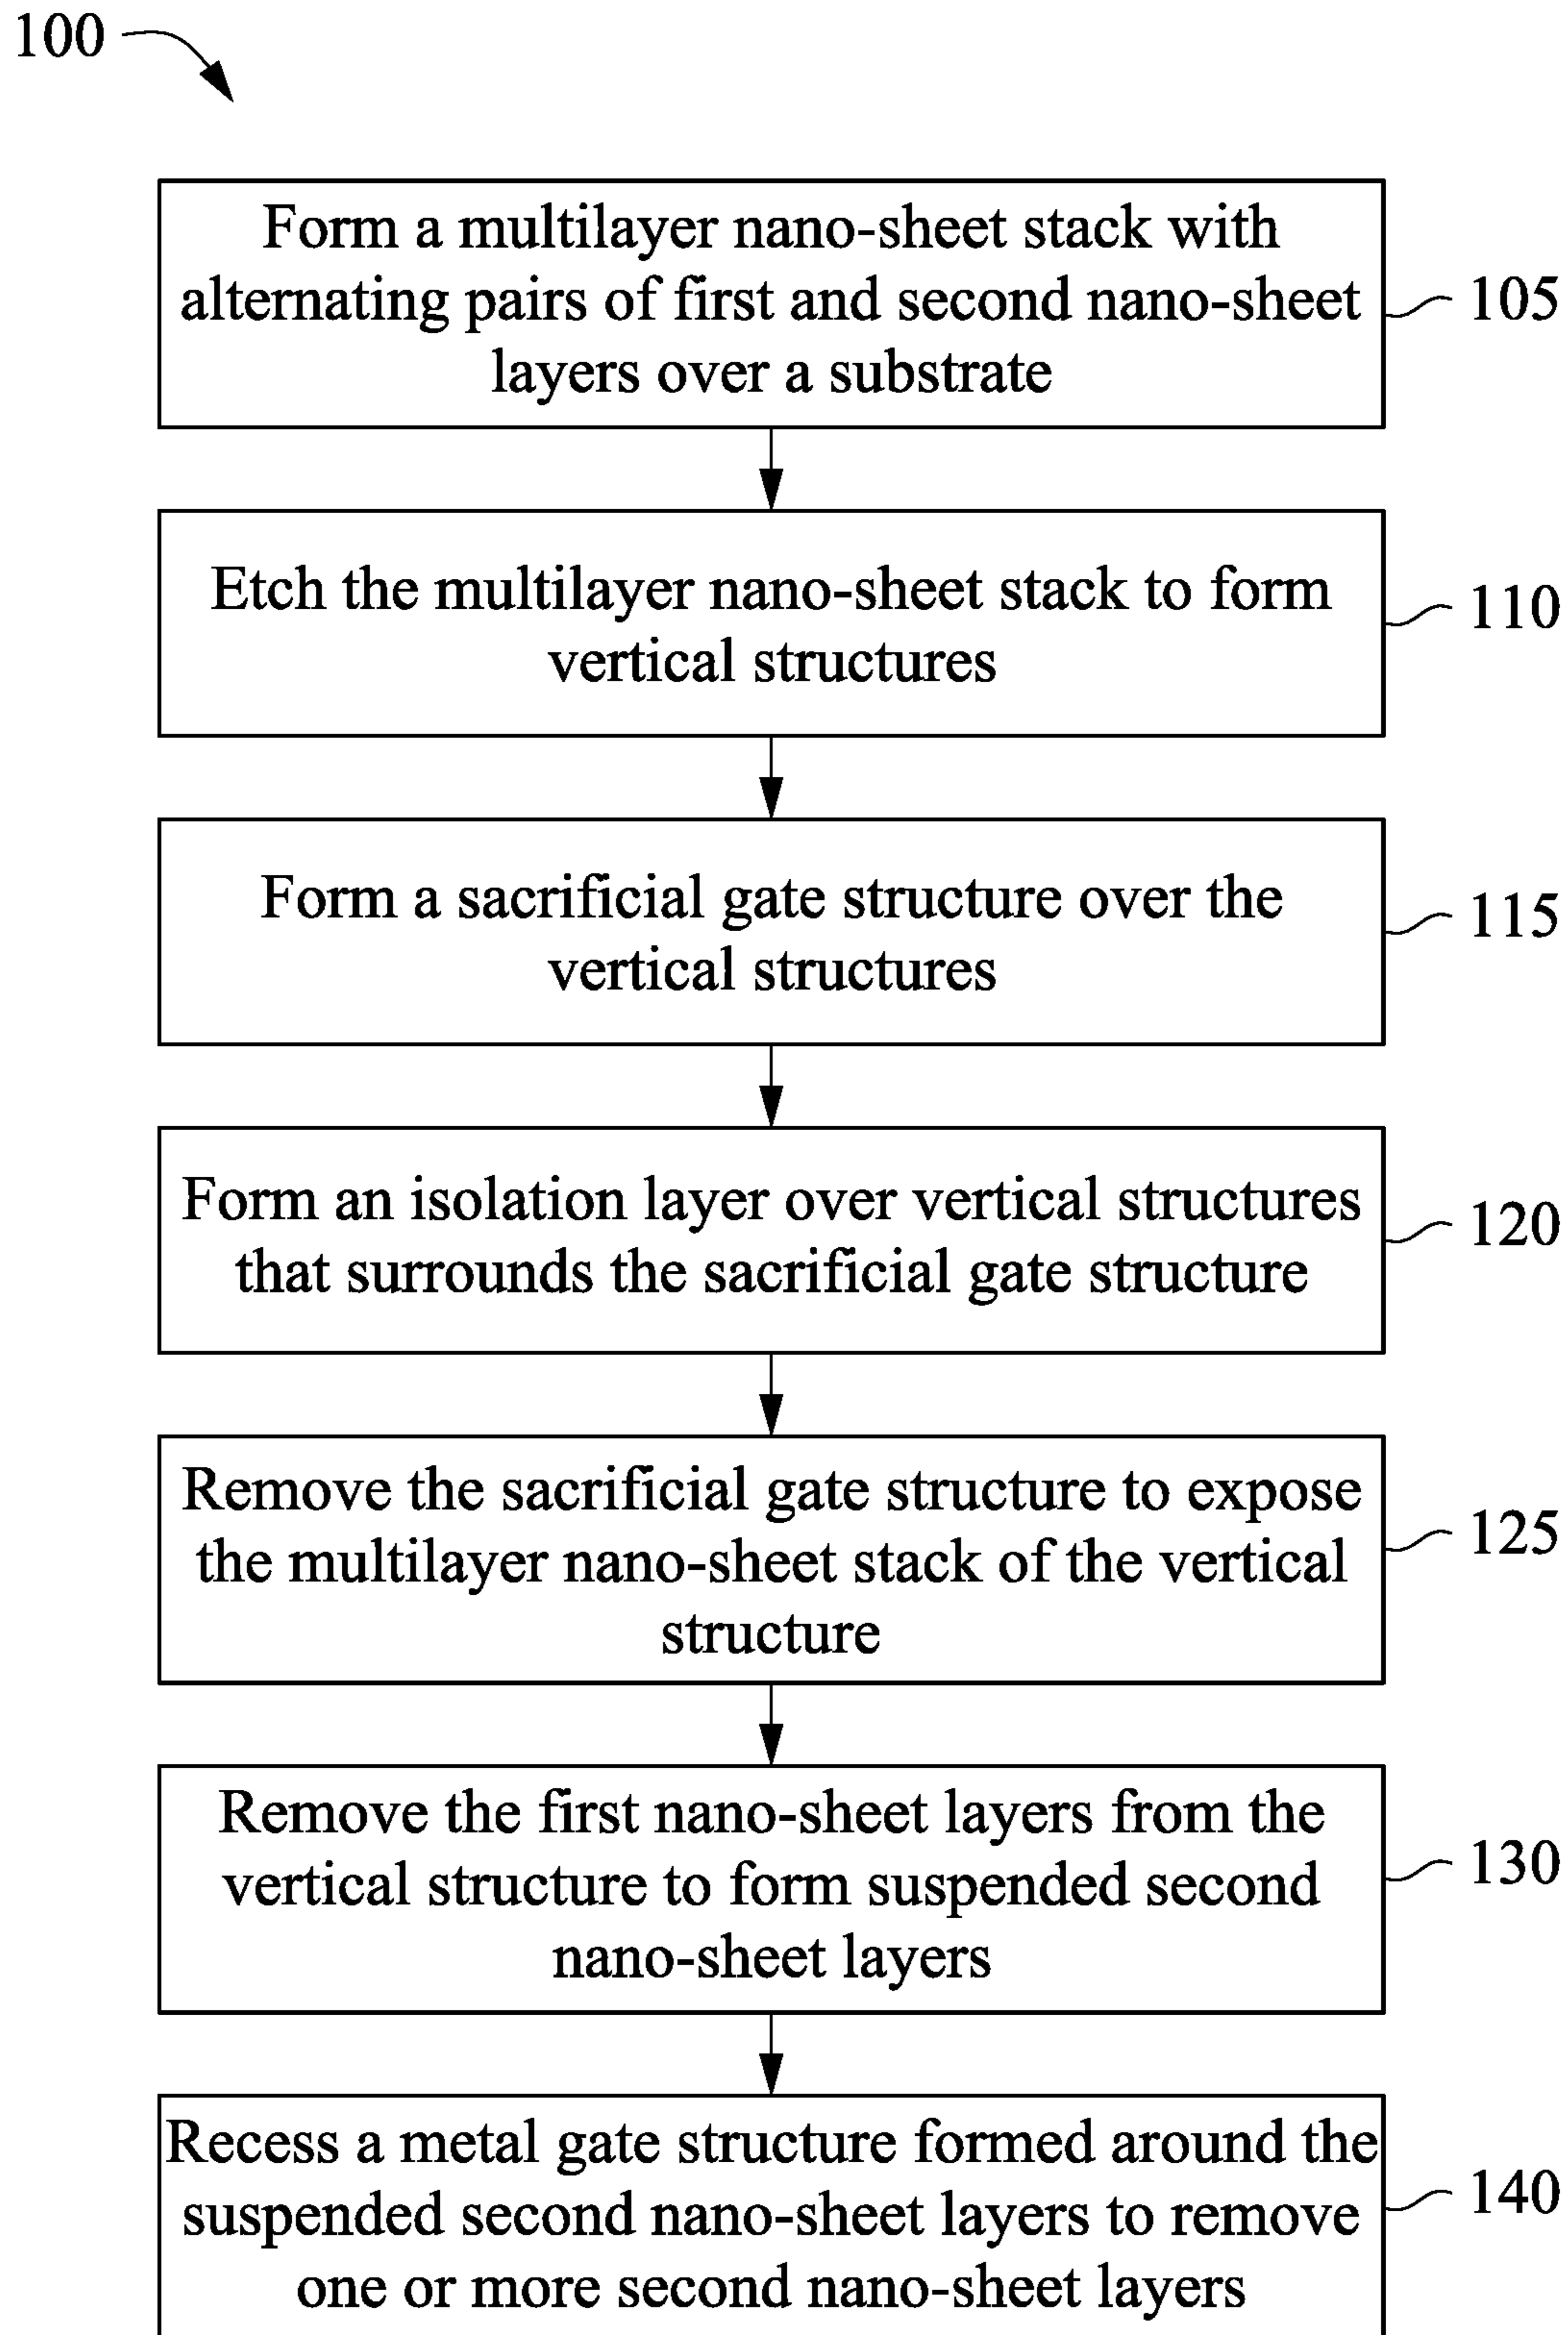 100
Form a multilayer nano-sheet stack with
alternating pairs of first and second nano-sheet
layers over a substrate
105
Etch the multilayer nano-sheet stack to form
vertical structures
110
Form a sacrificial gate structure over the
vertical structures
115
Form an isolation layer over vertical structures
that surrounds the sacrificial gate structure
120
Remove the sacrificial gate structure to expose
the multilayer nano-sheet stack of the vertical
structure
125
Remove the first nano-sheet layers from the
vertical structure to form suspended second
nano-sheet layers
130
Recess a metal gate structure formed around the
suspended second nano-sheet layers to remove
one or more second nano-sheet layers
140